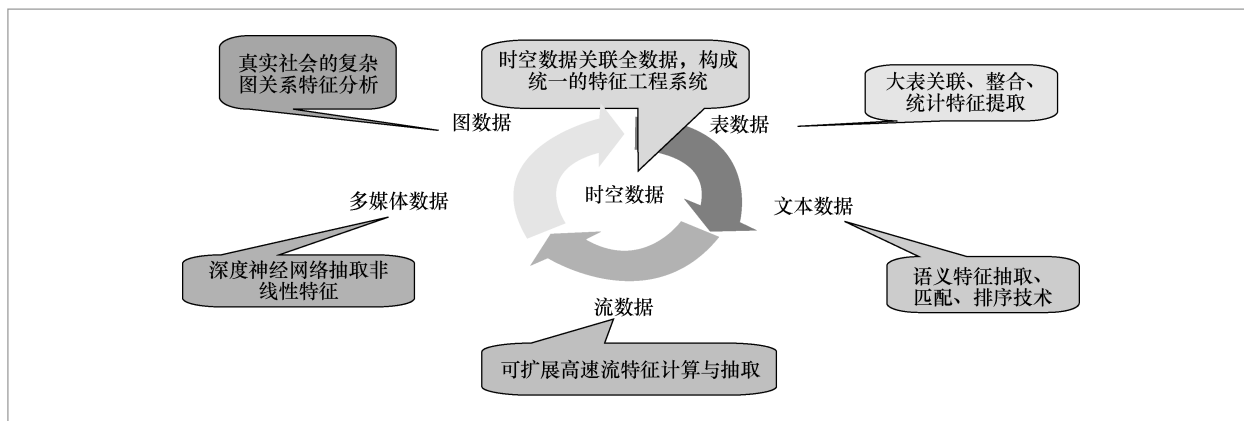 真实社会的复杂
图关系特征分析
时空数据关联全数据，构成
统一的特征工程系统
大表关联、整合、
统计特征提取
图数据
表数据
时空数据
多媒体数据
文本数据
深度神经网络抽取非
线性特征
语义特征抽取、
匹配、排序技术
流数据
可扩展高速流特征计算与抽取